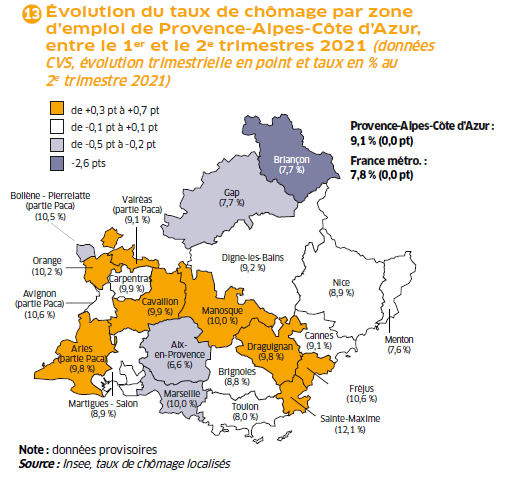 13 Évolution du taux de chômage par zone
d'emploi de Provence-Alpes-Côte d'Azur,
entre le 1er et le 2e trimestres 2021 (données
CVS, évolution trimestrielle en point et taux en % au
2e trimestre 2021)
de +0,3 pt à +0,7 pt
de -0,1 pt à +0,1 pt
de -0,5 pt à -0,2 pt
-2,6 pts
Provence-Alpes-Côte d'Azur :
9,1 % (0,0 pt)
France métro. :
7,8 % (0,0 pt)
Briançon
(7,7 %)
Gap
(7,7 %)
Bollène - Pierrelatte
(partie Paca)
(10,5 %)
Valréas
(partie Paca)
(9,1 %)
Orange
(10,2 %)
Carpentras
(9,9 %)
Digne-les-Bains
(9,2 %)
Avignon
(partie Paca)
(10,6 %)
Cavaillon
(9,9 %)
Manosque
(10,0 %)
Nice
(8,9 %)
Menton
(7,6 %)
Cannes
(9,1 %)
Arles
(partie Paca)
(9,8 %)
Aix-
en-Provence
(6,6 %)
Draguignan
(9,8 %)
Brignoles
(8,8 %)
Fréjus
(10,6 %)
Martigues - Salon
(8,9 %)
Marseille
(10,0 %)
Toulon
(8,0 %)
Sainte-Maxime
(12,1 %)
Note : données provisoires
Source : Insee, taux de chômage localisés